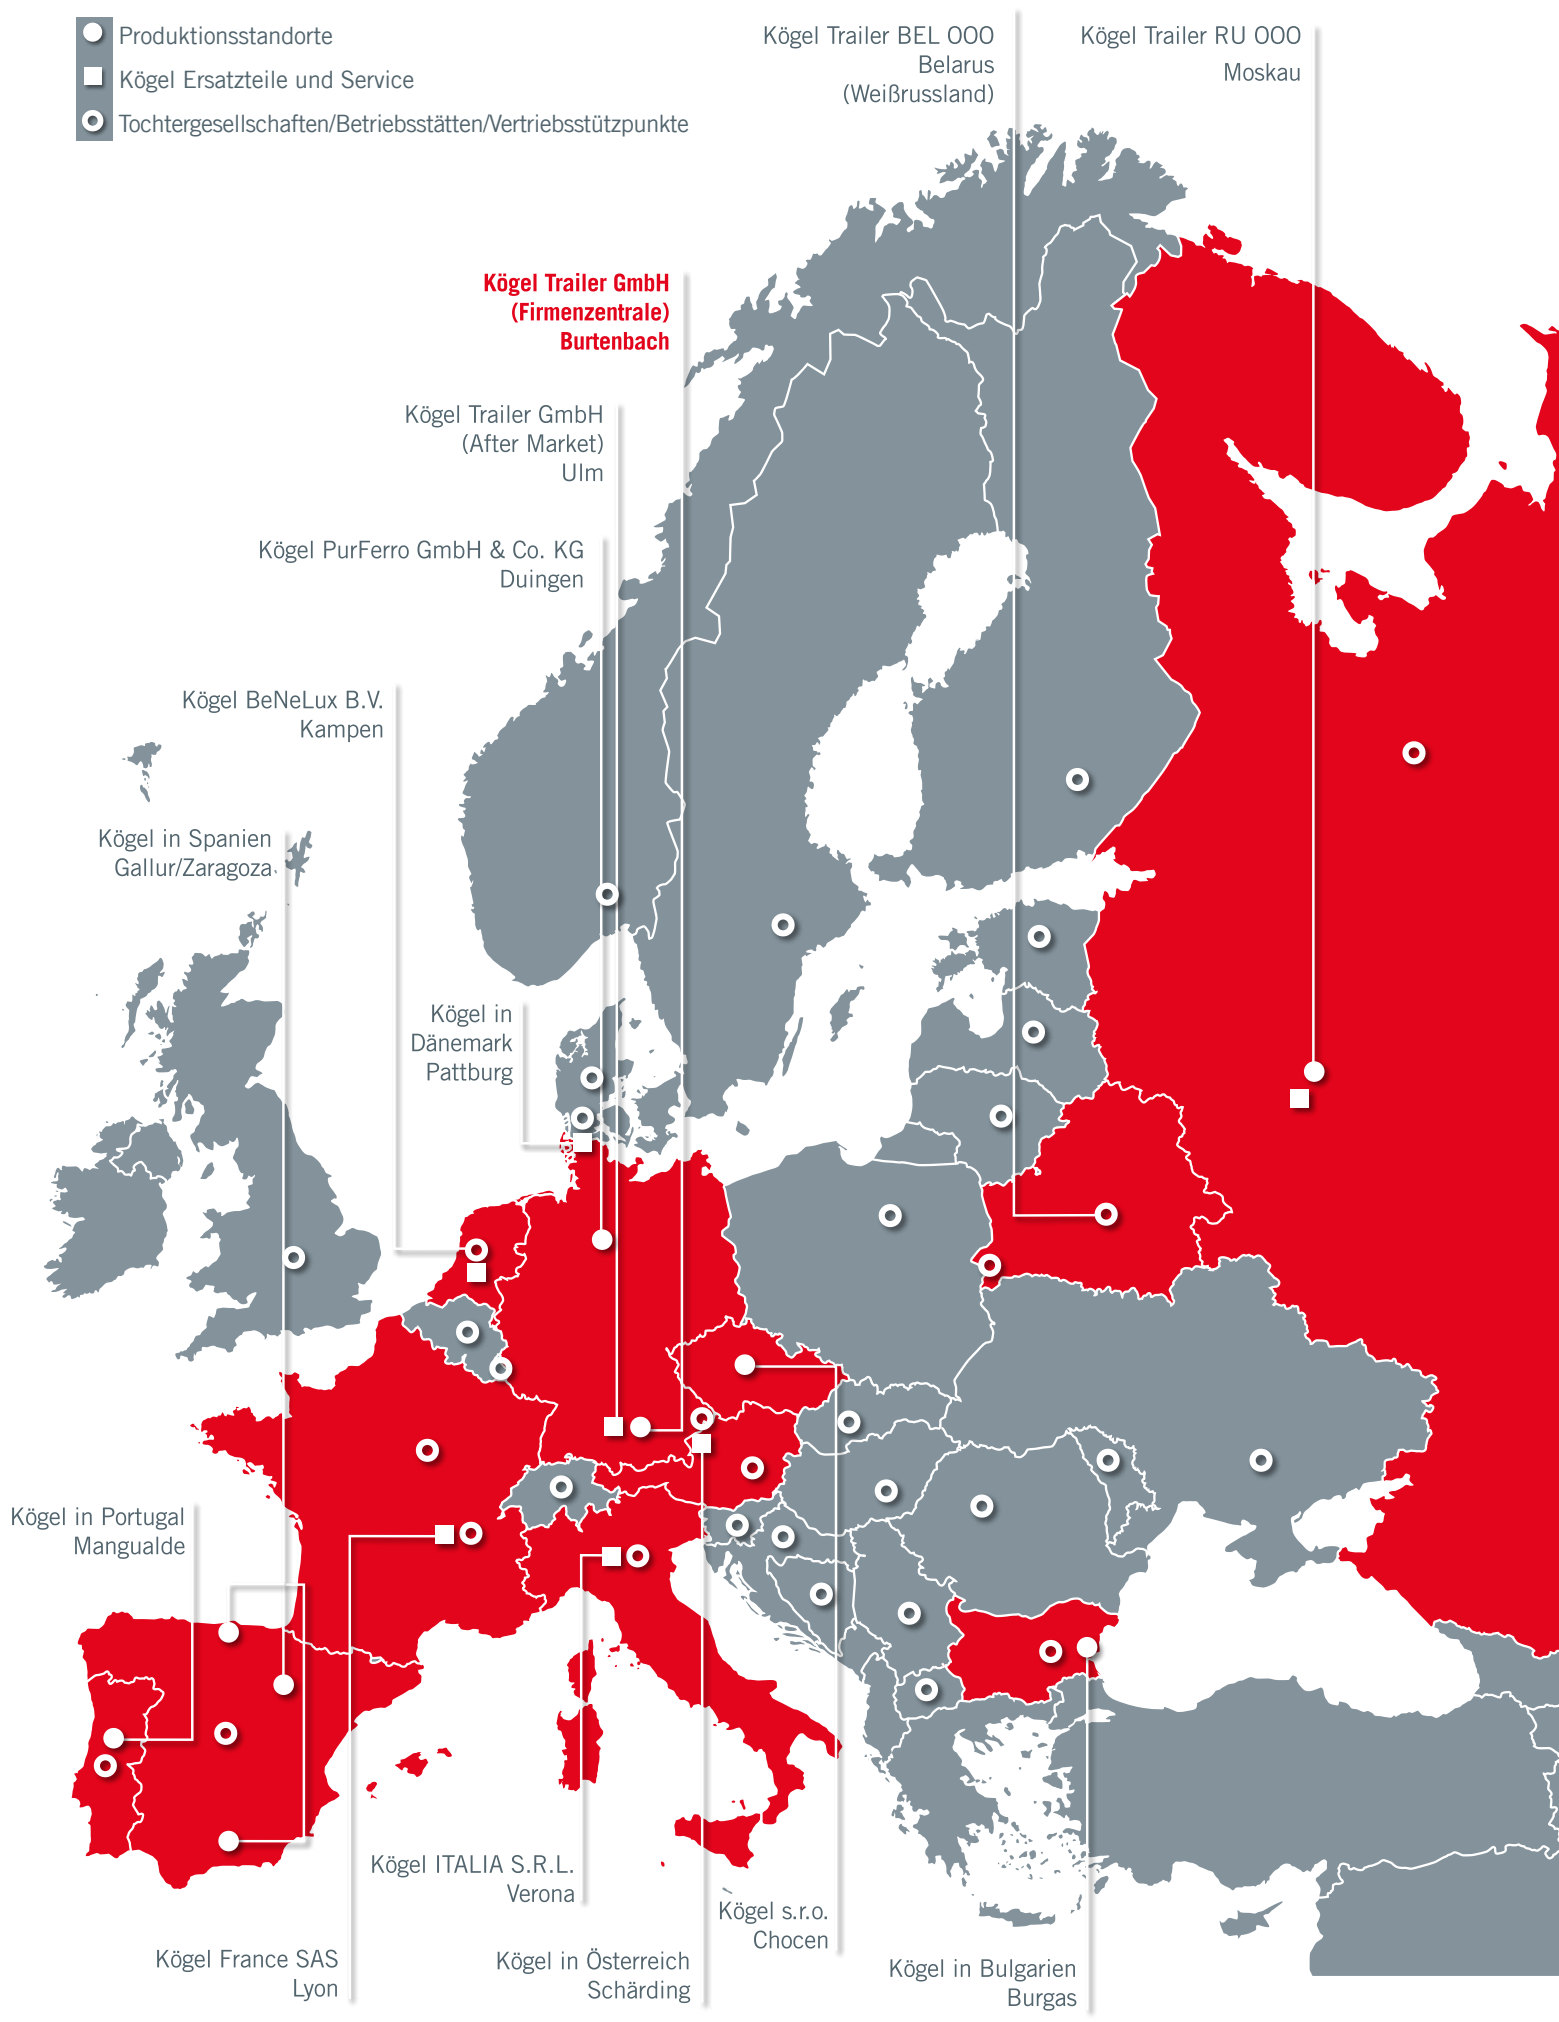 Produktionsstandorte
Kögel Ersatzteile und Service
Tochtergesellschaften/Betriebsstätten/Vertriebsstützpunkte
Kögel Trailer BEL OOO
Belarus
(Weißrussland)
Kögel Trailer RU OOO
Moskau
Kögel Trailer GmbH
(Firmenzentrale)
Burtenbach
Kögel Trailer GmbH
(After Market)
Ulm
Kögel PurFerro GmbH & Co. KG
Duingen
Kögel BeNeLux B.V.
Kampen
Kögel in Spanien
Gallur/Zaragoza
Kögel in
Dänemark
Pattburg
Kögel in Portugal
Mangualde
Kögel ITALIA S.R.L.
Verona
Kögel s.r.o.
Chocen
Kögel France SAS
Lyon
Kögel in Österreich
Schärding
Kögel in Bulgarien
Burgas